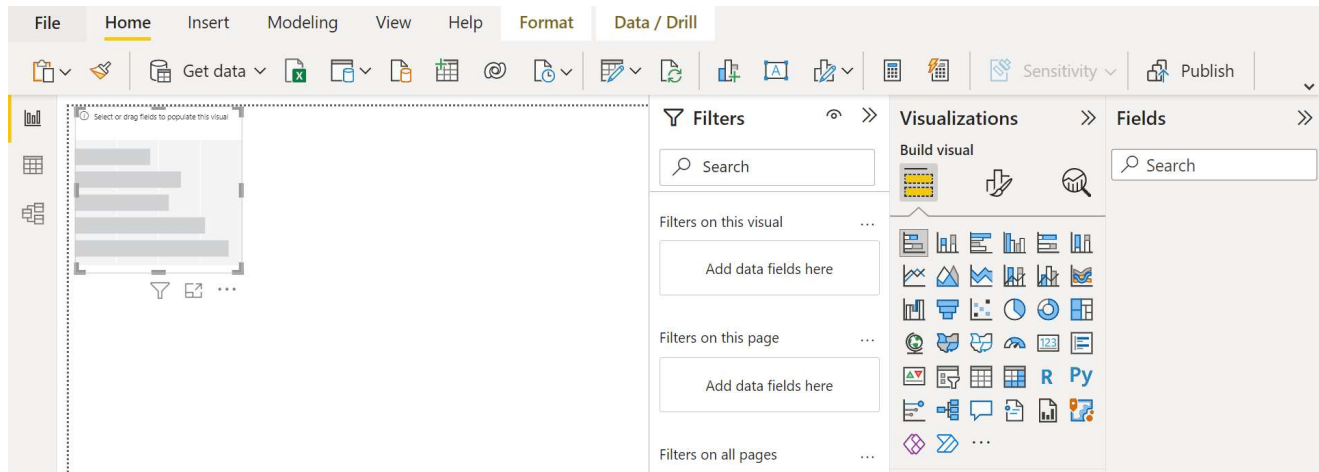 File Home Insert Modeling View Help Format Data / Drill
Get data Sensitivity Publish
Select or drag fields to populate this visual
Filters
Search
Filters on this visual ...
Add data fields here
Filters on this page ...
Add data fields here
Filters on all pages ...
Visualizations
Build visual
123
R Py
...
Fields
Search